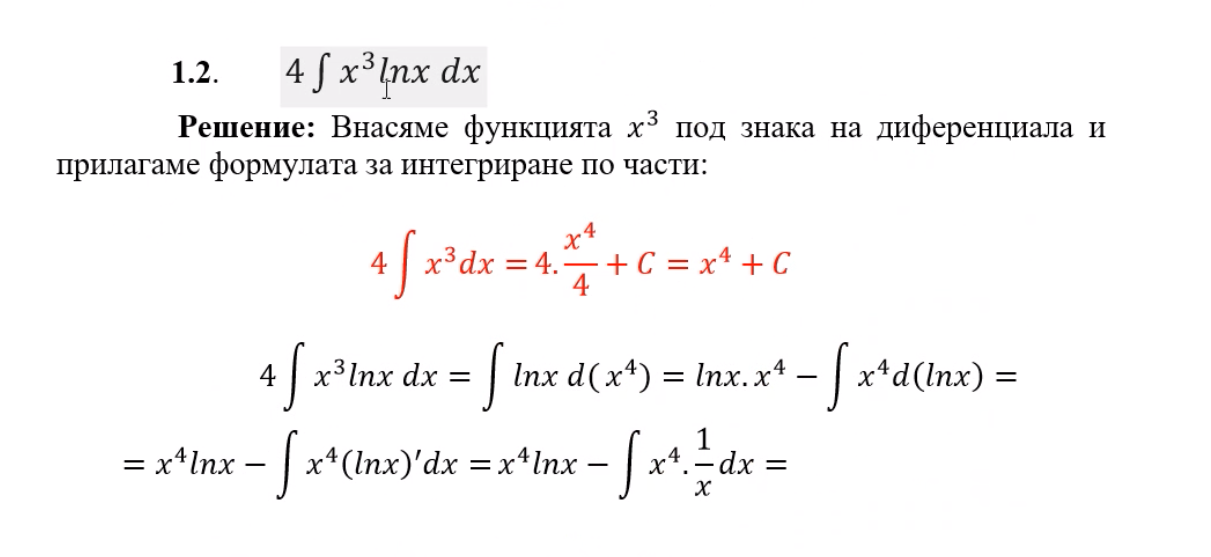 1.2. 4 ∫ x³lnx dx
Решение: Внасяме функцията x³ под знака на диференциала и
прилагаме формулата за интегриране по части:
4 ∫ x³dx = 4. x⁴/4 + C = x⁴ + C
4 ∫ x³lnx dx = ∫ lnx d(x⁴) = lnx. x⁴ − ∫ x⁴d(lnx) =
= x⁴lnx − ∫ x⁴(lnx)′dx = x⁴lnx − ∫ x⁴. 1/x dx =